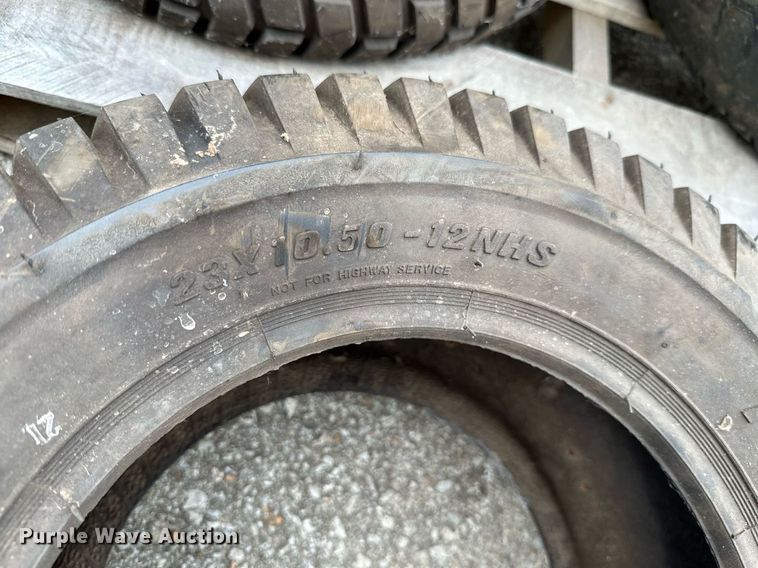 23X10.50-12NHS
NOT FOR HIGHWAY SERVICE
Purple Wave Auction